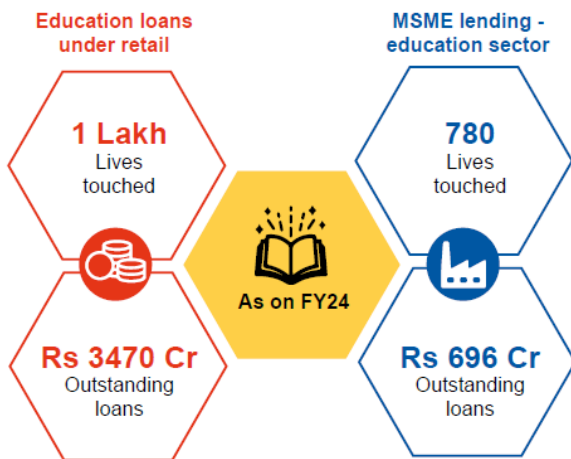 Education loans
under retail
1 Lakh
Lives
touched
Rs 3470 Cr
Outstanding
loans
As on FY24
MSME lending -
education sector
780
Lives
touched
Rs 696 Cr
Outstanding
loans